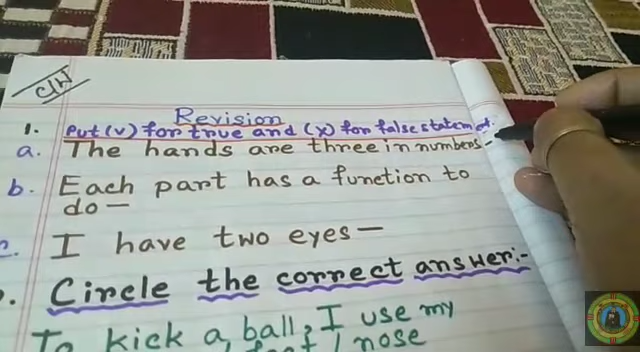 C/W
Revision
1. Put (√) for true and (x) for false statement.
a. The hands are three in numbers -
b. Each part has a function to
do —
c. I have two eyes —
Circle the correct answer:-
To kick a ball, I use my
foot / nose